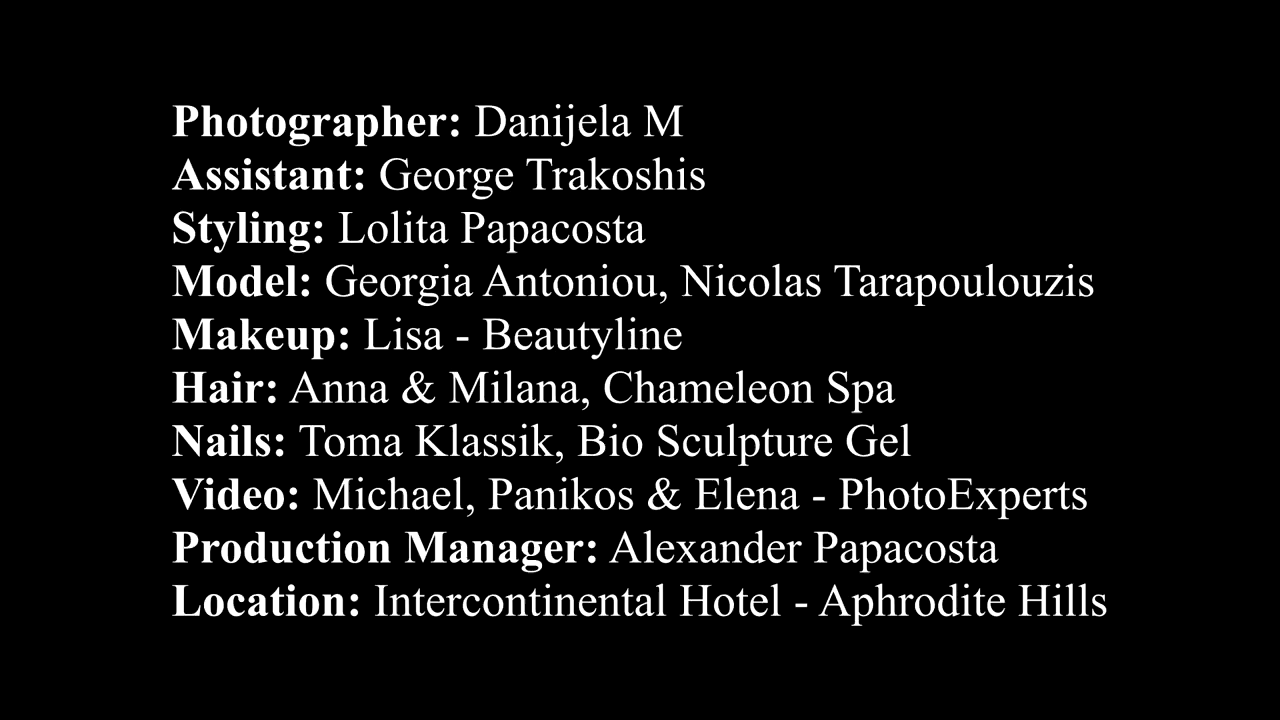 Photographer: Danijela M
Assistant: George Trakoshis
Styling: Lolita Papacosta
Model: Georgia Antoniou, Nicolas Tarapoulouzis
Makeup: Lisa - Beautyline
Hair: Anna & Milana, Chameleon Spa
Nails: Toma Klassik, Bio Sculpture Gel
Video: Michael, Panikos & Elena - PhotoExperts
Production Manager: Alexander Papacosta
Location: Intercontinental Hotel - Aphrodite Hills